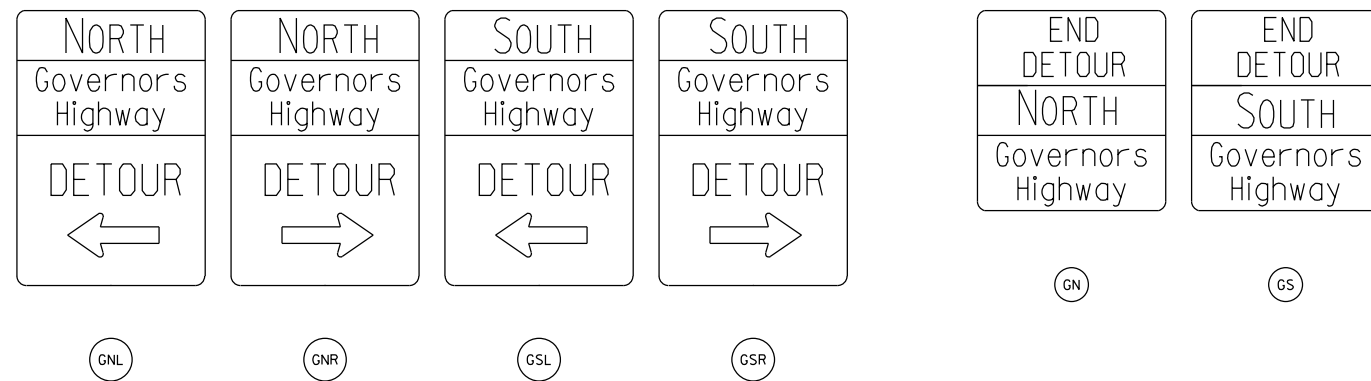 NORTH
Governors
Highway
DETOUR
GNL
NORTH
Governors
Highway
DETOUR
GNR
SOUTH
Governors
Highway
DETOUR
GSL
SOUTH
Governors
Highway
DETOUR
GSR
END
DETOUR
NORTH
Governors
Highway
GN
END
DETOUR
SOUTH
Governors
Highway
GS